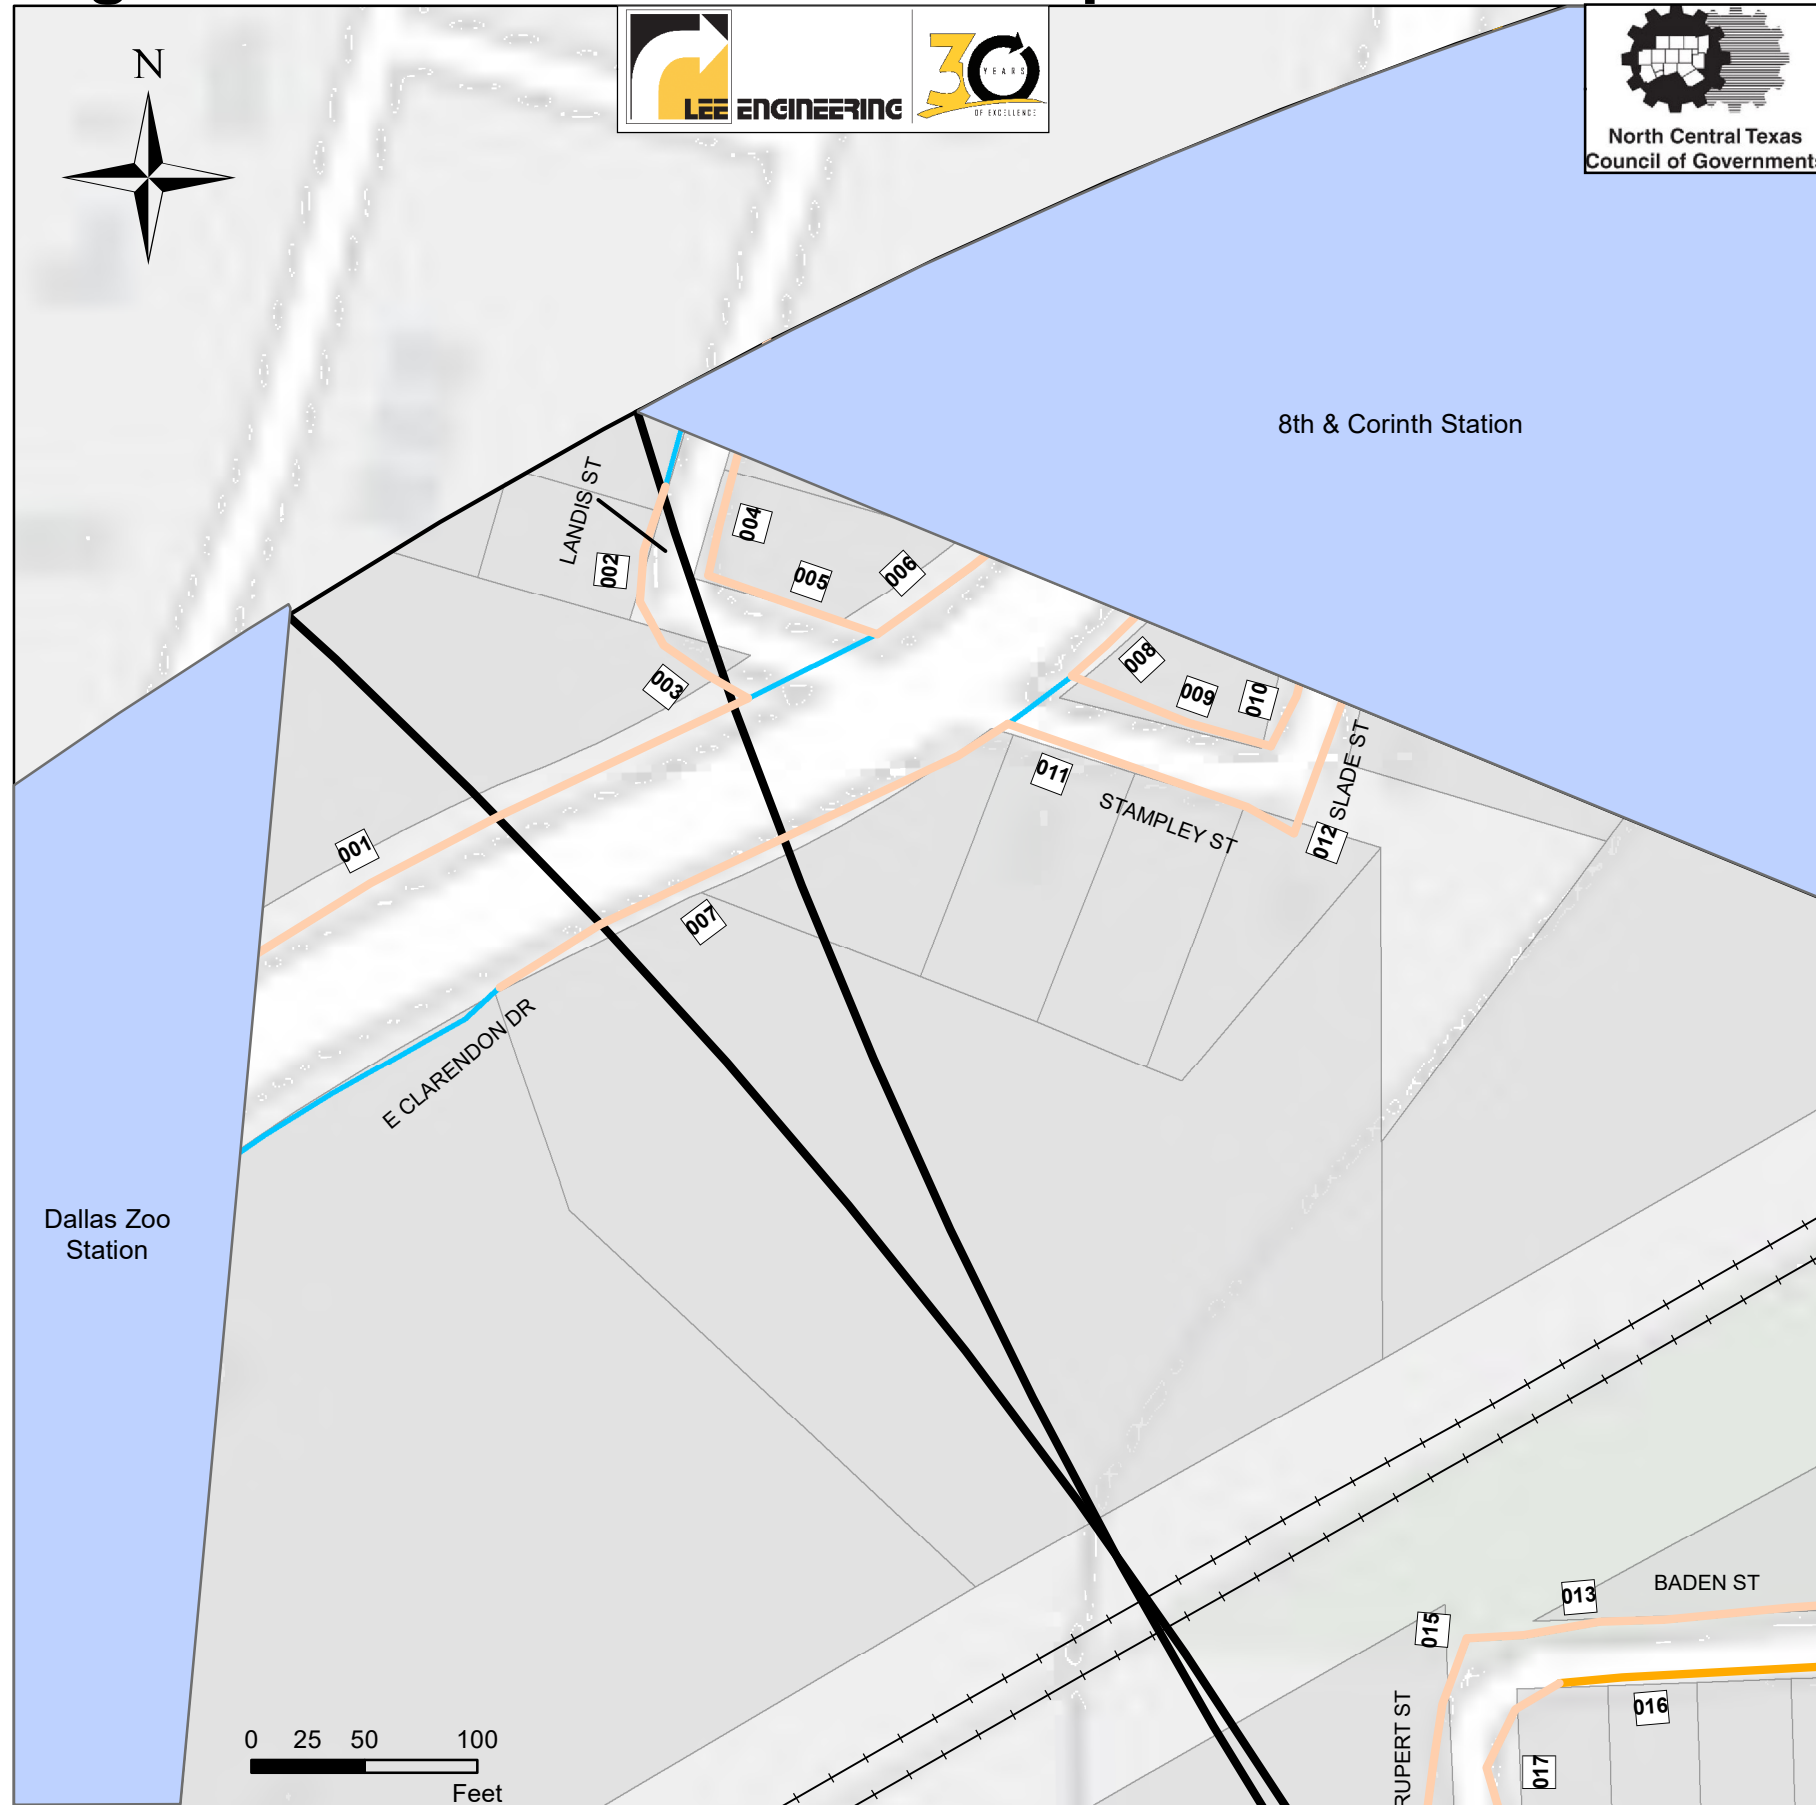 N
LEE ENGINEERING
30
YEARS
OF EXCELLENCE
North Central Texas
Council of Governments
8th & Corinth Station
LANDIS ST
002
004
005
006
003
008
009
010
SLADE ST
011
STAMPLEY ST
012
001
007
E CLARENDON DR
Dallas Zoo
Station
013
BADEN ST
015
016
RUPERT ST
017
0 25 50 100
Feet